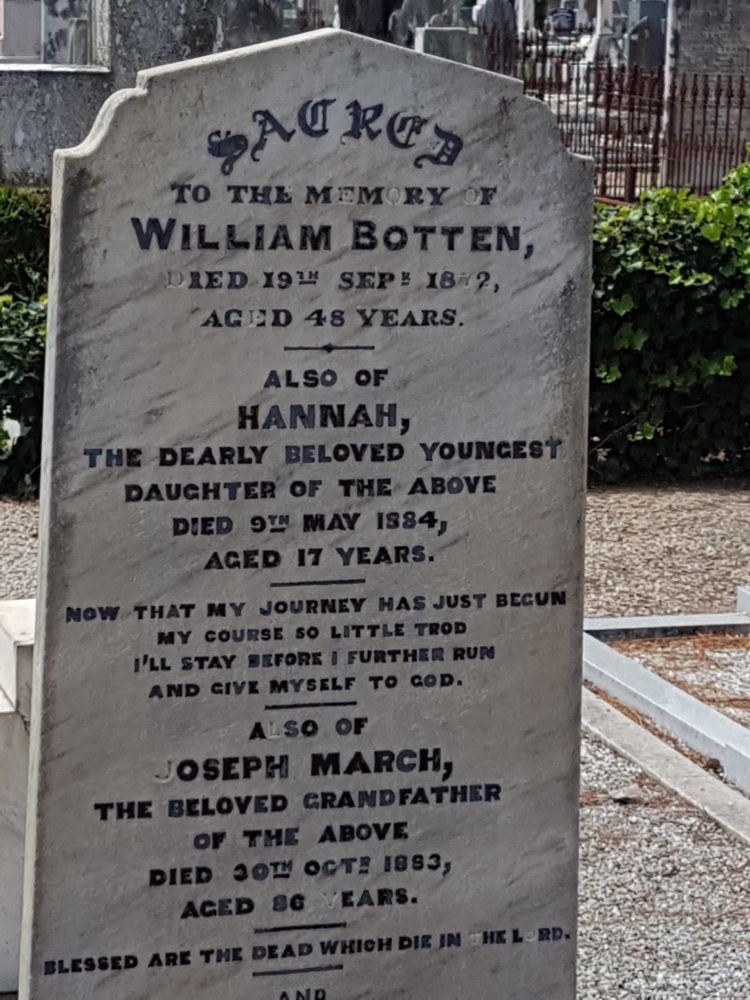 SACRED
TO THE MEMORY OF
WILLIAM BOTTEN,
DIED 19TH SEPR
AGED 48 YEARS.
ALSO OF
HANNAH,
THE DEARLY BELOVED YOUNGEST
DAUGHTER OF THE ABOVE
DIED 9TH MAY 1884,
AGED 17 YEARS.
NOW THAT MY JOURNEY HAS JUST BEGUN
MY COURSE SO LITTLE TROD
I'LL STAY BEFORE I FURTHER RUN
AND GIVE MYSELF TO GOD.
ALSO OF
JOSEPH MARCH,
THE BELOVED GRANDFATHER
OF THE ABOVE
DIED 30TH OCTR 1883,
AGED 86 YEARS.
BLESSED ARE THE DEAD WHICH DIE IN THE LORD.
AND